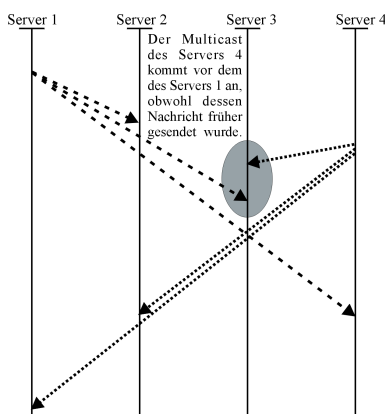 Server 1 Server 2 Server 3 Server 4
Der Multicast
des Servers 4
kommt vor dem
des Servers 1 an,
obwohl dessen
Nachricht früher
gesendet wurde.